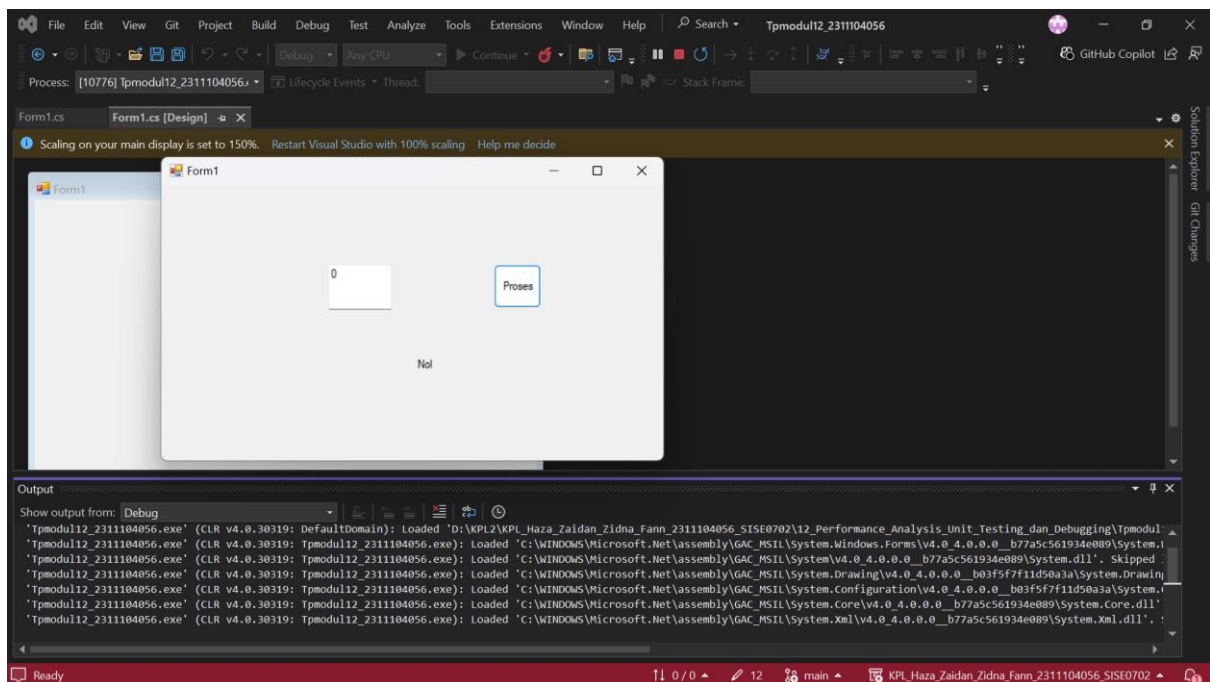 File Edit View Git Project Build Debug Test Analyze Tools Extensions Window Help Search Tpmodul12_2311104056
Debug Any CPU Continue GitHub Copilot
Process: [10776] Tpmodul12_2311104056.e Lifecycle Events Thread: Stack Frame:
Form1.cs Form1.cs [Design]
Scaling on your main display is set to 150%. Restart Visual Studio with 100% scaling Help me decide
Form1
Form1
0
Proses
Nol
Solution Explorer
Git Changes
Output
Show output from: Debug
'Tpmodul12_2311104056.exe' (CLR v4.0.30319: DefaultDomain): Loaded 'D:\KPL2\KPL_Haza_Zaidan_Zidna_Fann_2311104056_SISE0702\12_Performance_Analysis_Unit_Testing_dan_Debugging\Tpmodul
'Tpmodul12_2311104056.exe' (CLR v4.0.30319: Tpmodul12_2311104056.exe): Loaded 'C:\WINDOWS\Microsoft.Net\assembly\GAC_MSIL\System.Windows.Forms\v4.0_4.0.0.0__b77a5c561934e089\System.
'Tpmodul12_2311104056.exe' (CLR v4.0.30319: Tpmodul12_2311104056.exe): Loaded 'C:\WINDOWS\Microsoft.Net\assembly\GAC_MSIL\System\v4.0_4.0.0.0__b77a5c561934e089\System.dll'. Skipped
'Tpmodul12_2311104056.exe' (CLR v4.0.30319: Tpmodul12_2311104056.exe): Loaded 'C:\WINDOWS\Microsoft.Net\assembly\GAC_MSIL\System.Drawing\v4.0_4.0.0.0__b03f5f7f11d50a3a\System.Drawin
'Tpmodul12_2311104056.exe' (CLR v4.0.30319: Tpmodul12_2311104056.exe): Loaded 'C:\WINDOWS\Microsoft.Net\assembly\GAC_MSIL\System.Configuration\v4.0_4.0.0.0__b03f5f7f11d50a3a\System.
'Tpmodul12_2311104056.exe' (CLR v4.0.30319: Tpmodul12_2311104056.exe): Loaded 'C:\WINDOWS\Microsoft.Net\assembly\GAC_MSIL\System.Core\v4.0_4.0.0.0__b77a5c561934e089\System.Core.dll'
'Tpmodul12_2311104056.exe' (CLR v4.0.30319: Tpmodul12_2311104056.exe): Loaded 'C:\WINDOWS\Microsoft.Net\assembly\GAC_MSIL\System.Xml\v4.0_4.0.0.0__b77a5c561934e089\System.Xml.dll'.
Ready 0 / 0 12 main KPL_Haza_Zaidan_Zidna_Fann_2311104056_SISE0702